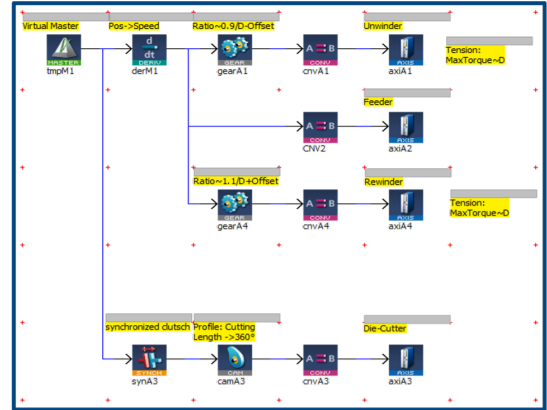 Virtual Master
Pos->Speed
Ratio~0.9/D-Offset
Unwinder
MASTER
tmpM1
d
dt
DERIV
derM1
GEAR
gearA1
A B
CONV
cnvA1
AXIS
axiA1
Tension:
MaxTorque~D
Feeder
A B
CONV
CNV2
AXIS
axiA2
Ratio~1.1/D+Offset
Rewinder
GEAR
gearA4
A B
CONV
cnvA4
AXIS
axiA4
Tension:
MaxTorque~D
synchronized clutsch
Profile: Cutting
Length ->360°
Die-Cutter
SYNCH
synA3
CAM
camA3
A B
CONV
cnvA3
AXIS
axiA3